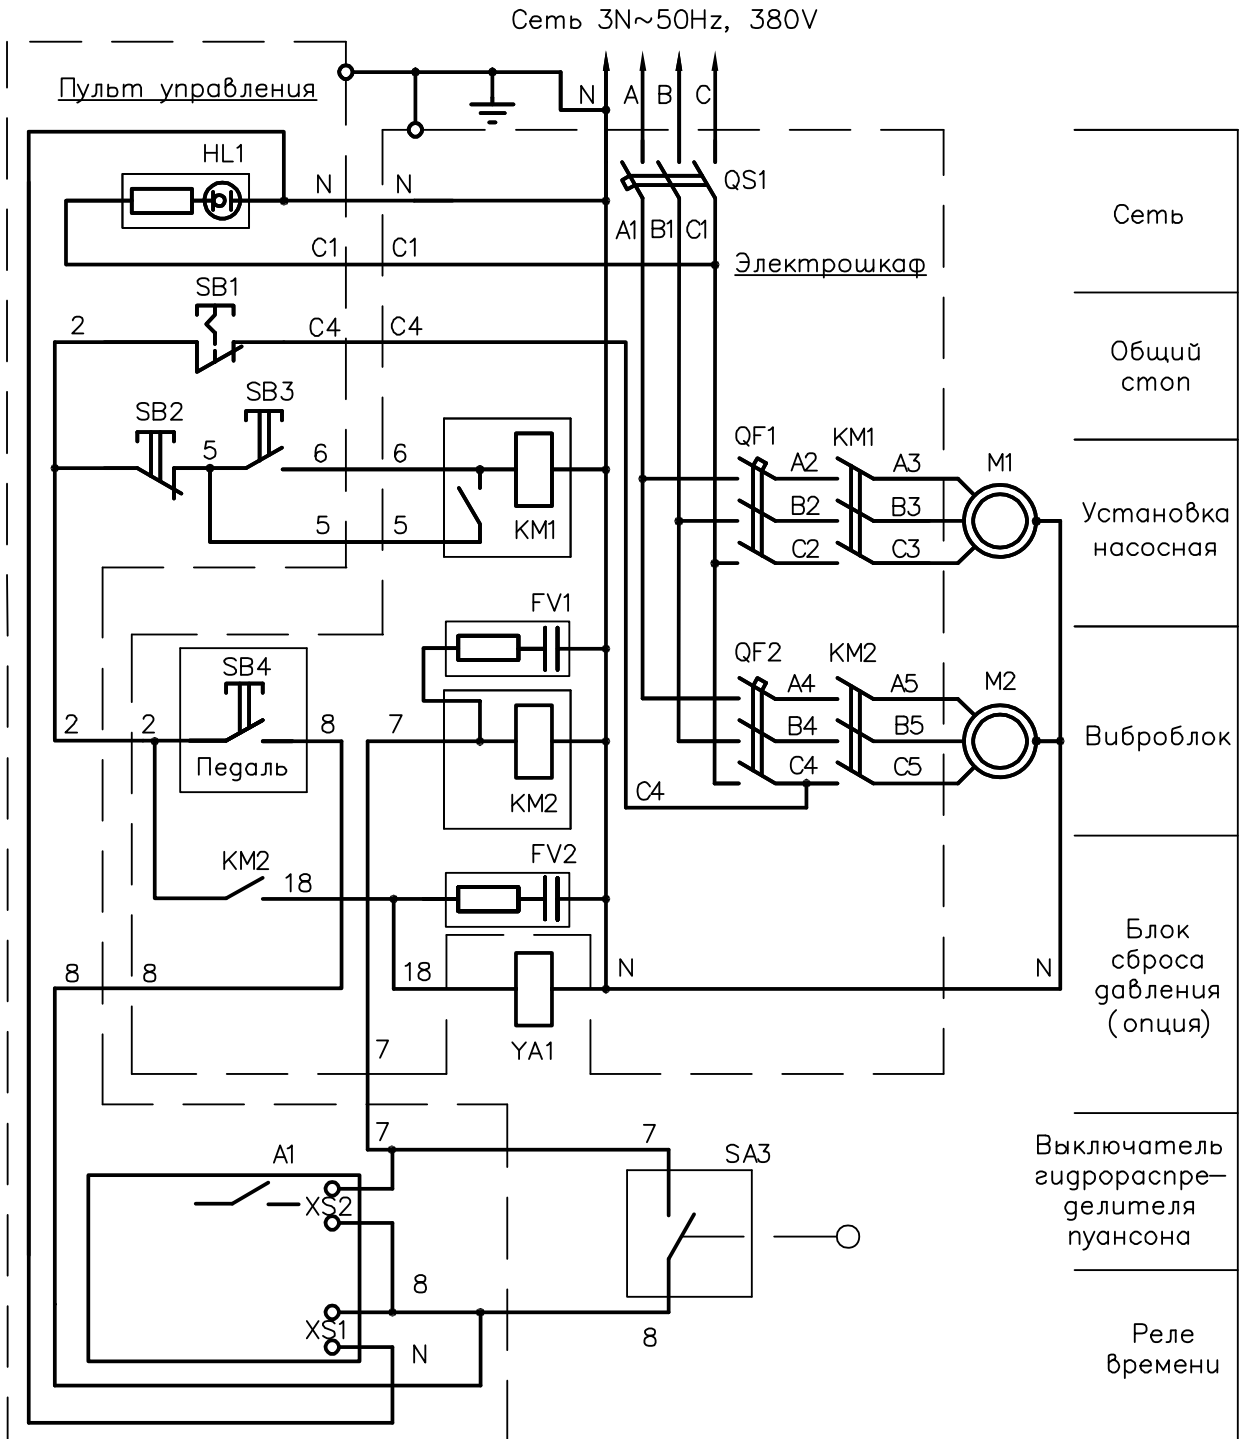 Сеть 3N~50Hz, 380V
Пульт управления
N A B C
HL1
QS1
N N
A1 B1 C1
Сеть
C1 C1
Электрошкаф
SB1
2 C4 C4
Общий
стоп
SB2 SB3
5 6 6
KM1
5 5
QF1 KM1
A2 A3 M1
B2 B3
C2 C3
Установка
насосная
FV1
SB4
2 2 8 7
Педаль
KM2
QF2 KM2
A4 A5 M2
B4 B5
C4 C5
C4
Виброблок
KM2
18
FV2
8 8
18
N N
YA1
7
Блок
сброса
давления
(опция)
7 7
A1
XS2
SA3
Выключатель
гидрораспре-
делителя
пуансона
8
XS1
N
8
Реле
времени